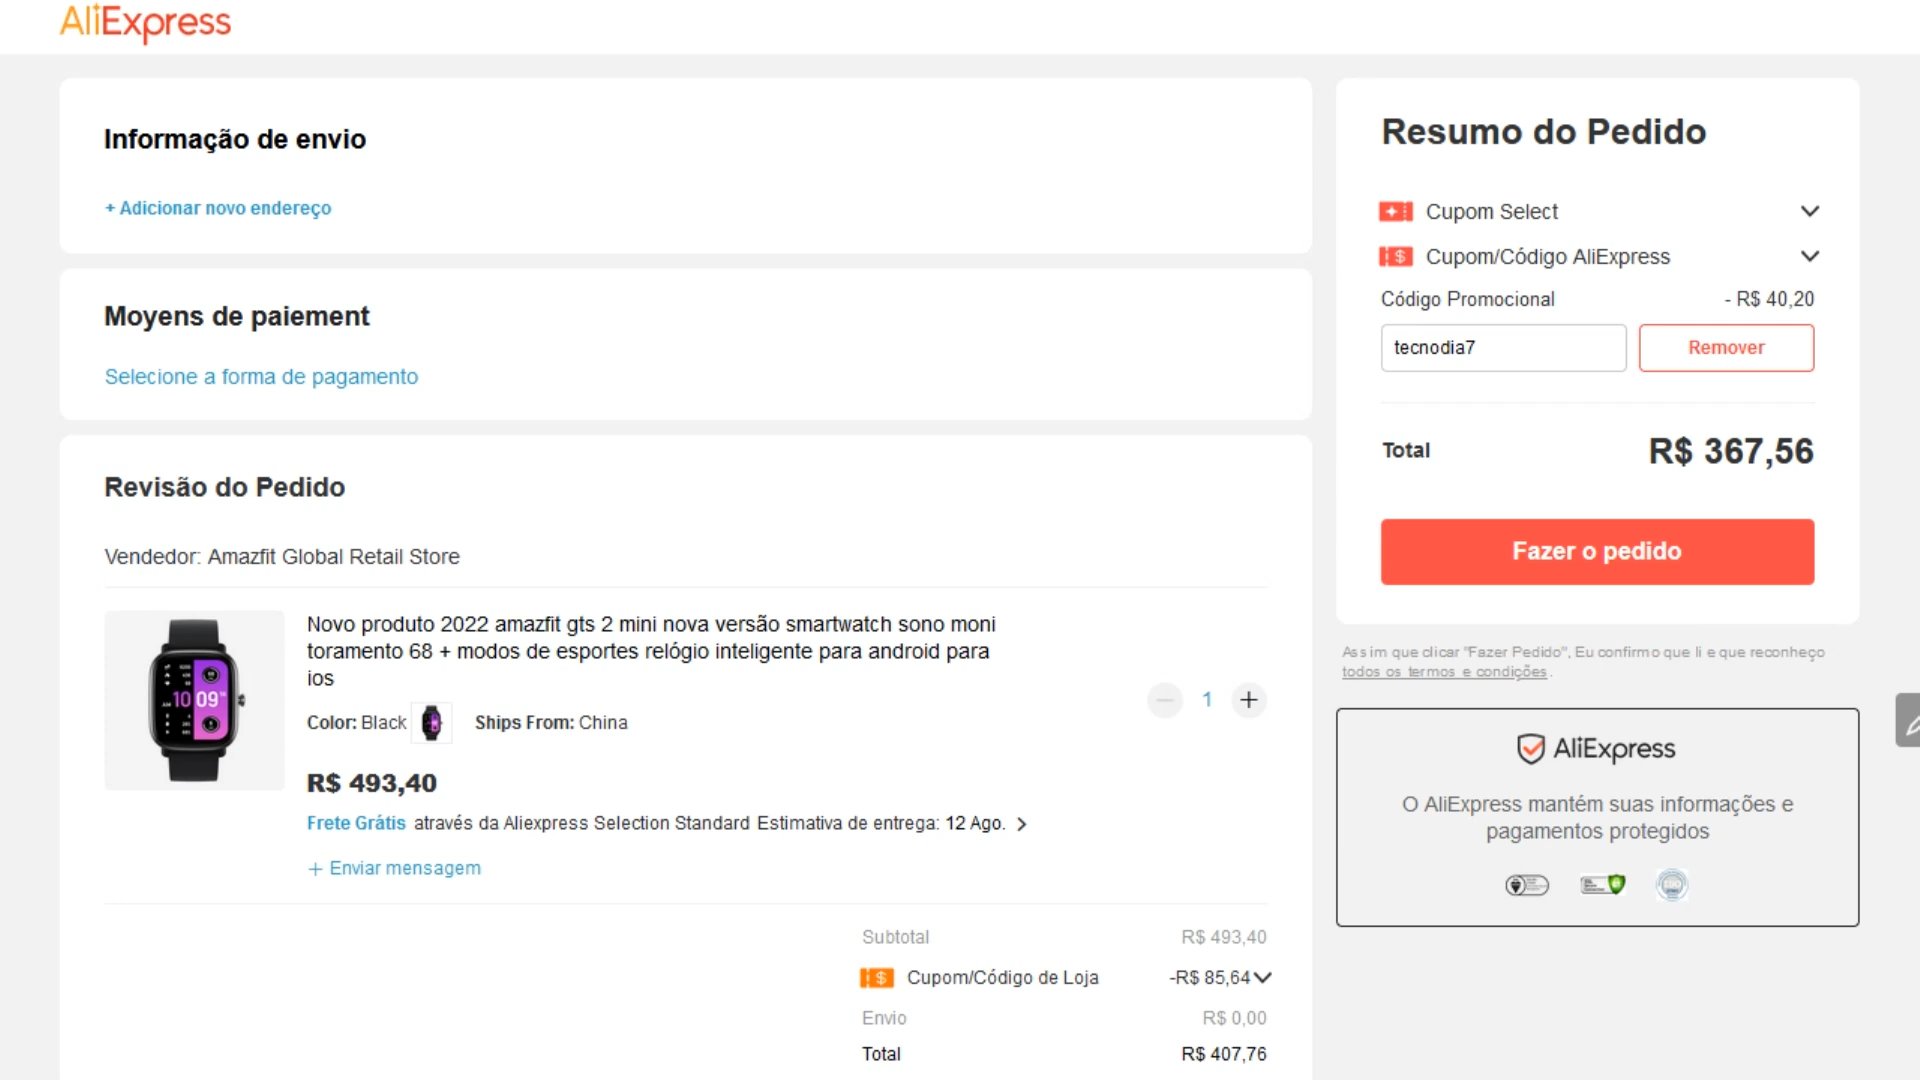 AliExpress
Informação de envio
+ Adicionar novo endereço
Moyens de paiement
Selecione a forma de pagamento
Revisão do Pedido
Vendedor: Amazfit Global Retail Store
Novo produto 2022 amazfit gts 2 mini nova versão smartwatch sono moni
toramento 68 + modos de esportes relógio inteligente para android para
ios
Color: Black Ships From: China
R$ 493,40
Frete Grátis através da Aliexpress Selection Standard Estimativa de entrega: 12 Ago.
+ Enviar mensagem
1
AM 10 09
Subtotal R$ 493,40
Cupom/Código de Loja -R$ 85,64
Envio R$ 0,00
Total R$ 407,76
Resumo do Pedido
Cupom Select
Cupom/Código AliExpress
Código Promocional - R$ 40,20
tecnodia7 Remover
Total R$ 367,56
Fazer o pedido
Assim que clicar "Fazer Pedido", Eu confirmo que li e que reconheço
todos os termos e condições.
AliExpress
O AliExpress mantém suas informações e
pagamentos protegidos